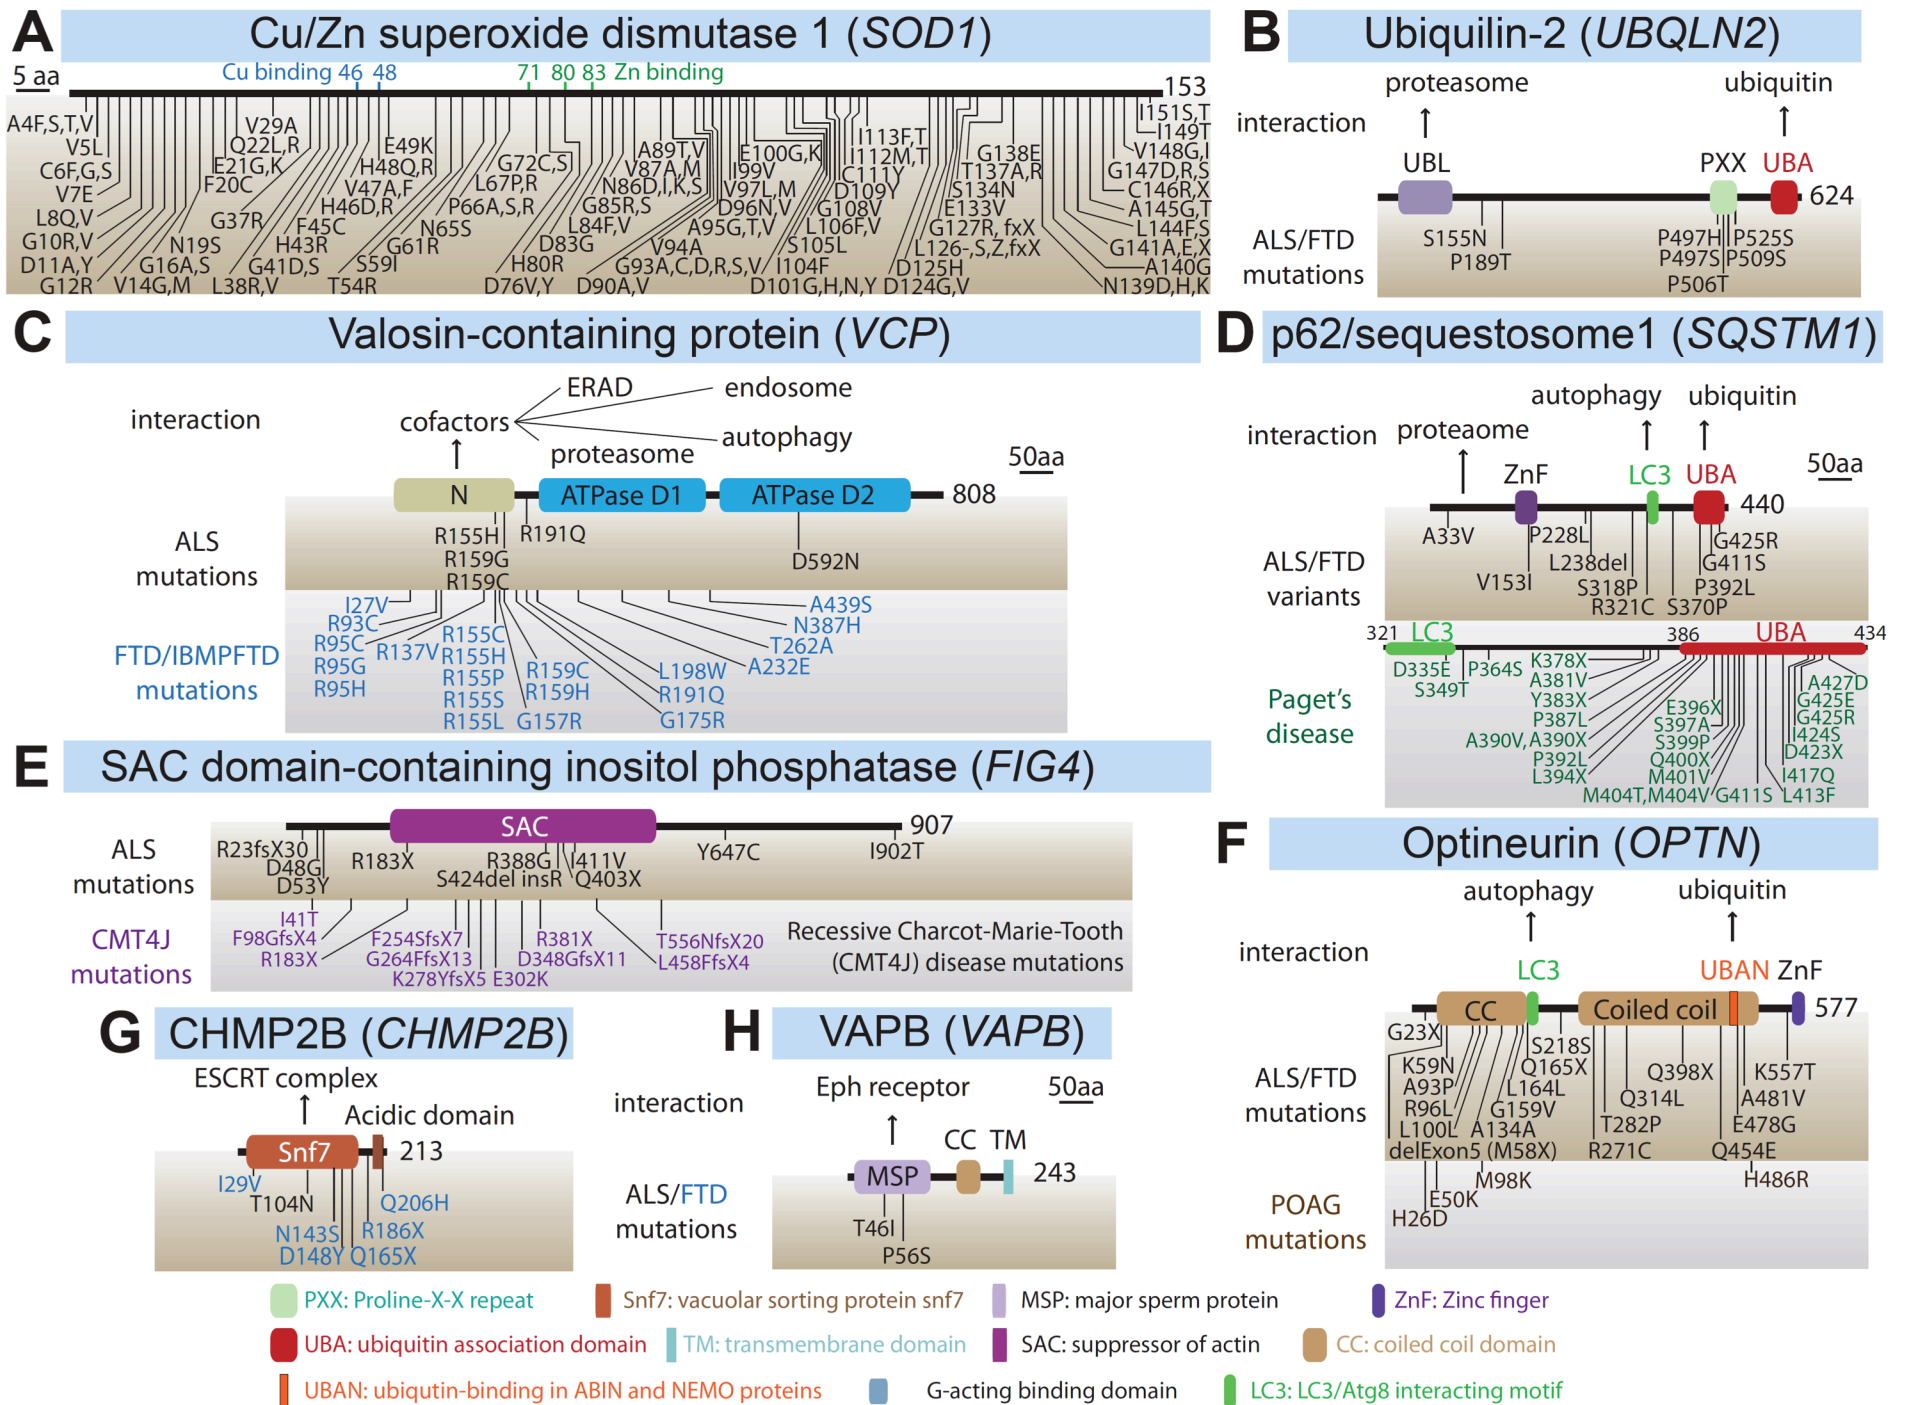 A
Cu/Zn superoxide dismutase 1 (SOD1)
5 aa
Cu binding 46 48
71 80 83 Zn binding
153
A4F,S,T,V
V5L
C6F,G,S
V7E
L8Q,V
G10R,V
D11A,Y
G12R
V14G,M
G16A,S
N19S
F20C
E21G,K
Q22L,R
V29A
G37R
L38R,V
G41D,S
H43R
F45C
H46D,R
V47A,F
H48Q,R
E49K
T54R
S59I
G61R
N65S
P66A,S,R
L67P,R
G72C,S
D76V,Y
H80R
D83G
L84F,V
G85R,S
N86D,I,K,S
V87A,M
A89T,V
D90A,V
G93A,C,D,R,S,V
V94A
A95G,T,V
D96N,V
V97L,M
I99V
E100G,K
D101G,H,N,Y
I104F
S105L
L106F,V
G108V
D109Y
C111Y
I112M,T
I113F,T
D124G,V
D125H
L126-,S,Z,fxX
G127R, fxX
E133V
S134N
T137A,R
G138E
N139D,H,K
A140G
G141A,E,X
L144F,S
A145G,T
C146R,X
G147D,R,S
V148G,I
I149T
I151S,T
B
Ubiquilin-2 (UBQLN2)
proteasome
ubiquitin
interaction
UBL
PXX
UBA
624
ALS/FTD
mutations
S155N
P189T
P497H
P497S
P506T
P525S
P509S
C
Valosin-containing protein (VCP)
interaction
cofactors
ERAD
endosome
autophagy
proteasome
50aa
N
ATPase D1
ATPase D2
808
ALS
mutations
R155H
R159G
R159C
R191Q
D592N
FTD/IBMPFTD
mutations
I27V
R93C
R95C
R95G
R95H
R137V
R155C
R155H
R155P
R155S
R155L
R159C
R159H
G157R
L198W
R191Q
G175R
A439S
N387H
T262A
A232E
D
p62/sequestosome1 (SQSTM1)
autophagy
ubiquitin
interaction
proteaome
50aa
ZnF
LC3
UBA
440
ALS/FTD
variants
A33V
V153I
P228L
L238del
S318P
R321C
S370P
P392L
G411S
G425R
321
LC3
386
UBA
434
Paget's
disease
D335E
S349T
P364S
K378X
A381V
Y383X
P387L
A390V, A390X
P392L
L394X
E396X
S397A
S399P
Q400X
M401V
M404T,M404V
G411S
L413F
I417Q
D423X
I424S
G425R
G425E
A427D
E
SAC domain-containing inositol phosphatase (FIG4)
SAC
907
ALS
mutations
R23fsX30
D48G
D53Y
R183X
R388G
S424del insR
I411V
Q403X
Y647C
I902T
CMT4J
mutations
I41T
F98GfsX4
R183X
F254SfsX7
G264FfsX13
K278YfsX5
E302K
R381X
D348GfsX11
T556NfsX20
L458FfsX4
Recessive Charcot-Marie-Tooth
(CMT4J) disease mutations
F
Optineurin (OPTN)
autophagy
ubiquitin
interaction
LC3
UBAN
ZnF
CC
Coiled coil
577
ALS/FTD
mutations
G23X
K59N
A93P
R96L
L100L
delExon5 (M58X)
A134A
G159V
L164L
Q165X
S218S
R271C
T282P
Q314L
Q398X
Q454E
E478G
A481V
K557T
POAG
mutations
H26D
E50K
M98K
H486R
G
CHMP2B (CHMP2B)
ESCRT complex
Acidic domain
Snf7
213
I29V
T104N
N143S
D148Y
Q165X
R186X
Q206H
H
VAPB (VAPB)
interaction
Eph receptor
50aa
CC
TM
MSP
243
ALS/FTD
mutations
T46I
P56S
PXX: Proline-X-X repeat
Snf7: vacuolar sorting protein snf7
MSP: major sperm protein
ZnF: Zinc finger
UBA: ubiquitin association domain
TM: transmembrane domain
SAC: suppressor of actin
CC: coiled coil domain
UBAN: ubiqutin-binding in ABIN and NEMO proteins
G-acting binding domain
LC3: LC3/Atg8 interacting motif